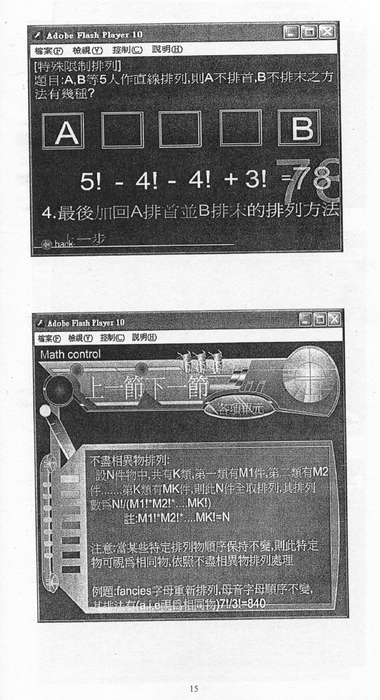 Adobe Flash Player 10
檔案(F) 檢視(V) 控制(C) 說明(H)
[特殊限制排列]
題目:A,B等5人作直線排列,則A不排首,B不排末之方
法有幾種?
A B
5! - 4! - 4! + 3! =78
4.最後加回A排首並B排末的排列方法
back 上一步
Adobe Flash Player 10
檔案(F) 檢視(V) 控制(C) 說明(H)
Math control
上一節下一節
各項單元
不盡相異物排列:
設N件物中,共有K類,第一類有M1件,第二類有M2
件......第K類有MK件,則此N件全取排列,其排列
數爲N!/(M1!*M2!*....MK!)
註:M1!*M2!*....MK!=N
注意:當某些特定排列物順序保持不變,則此特定
物可視爲相同物,依照不盡相異物排列處理
例題:fancies字母重新排列,母音字母順序不變,
其排法有(a,i,e視爲相同物)7!/3!=840
15